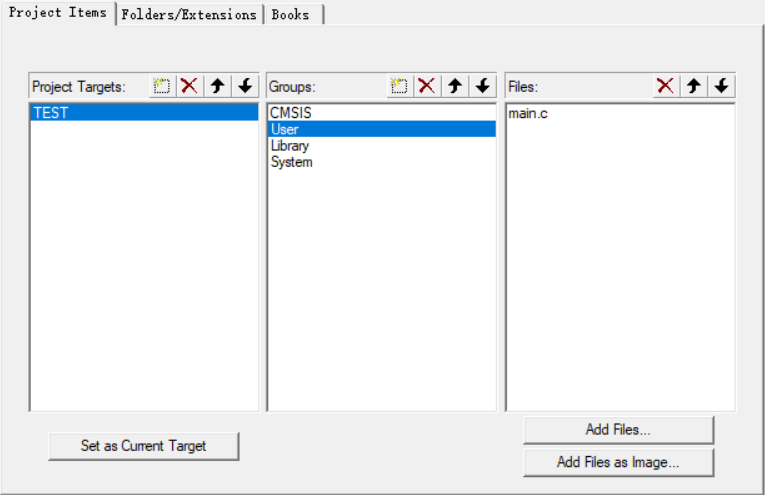 Project Items Folders/Extensions Books
Project Targets: Groups: Files:
TEST CMSIS main.c
User
Library
System
Add Files...
Set as Current Target
Add Files as Image...